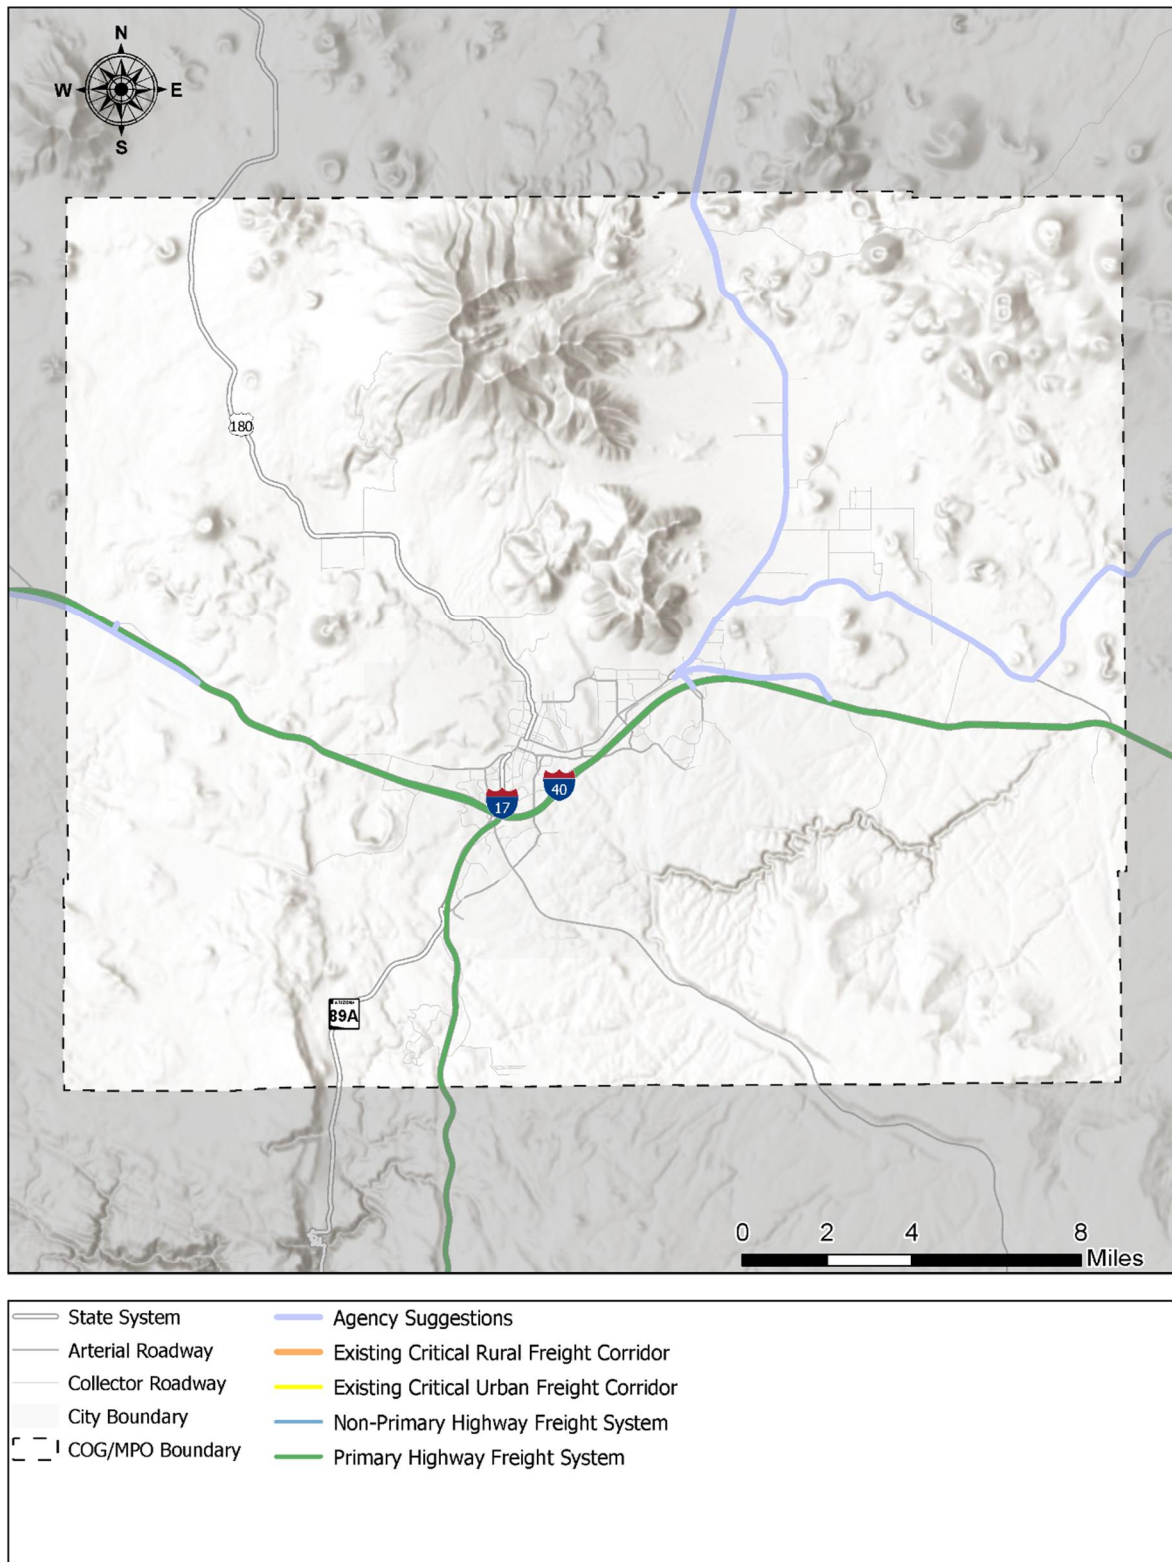 N
W E
S
180
40
17
ARIZONA
89A
0 2 4 8
Miles
State System
Arterial Roadway
Collector Roadway
City Boundary
COG/MPO Boundary
Agency Suggestions
Existing Critical Rural Freight Corridor
Existing Critical Urban Freight Corridor
Non-Primary Highway Freight System
Primary Highway Freight System